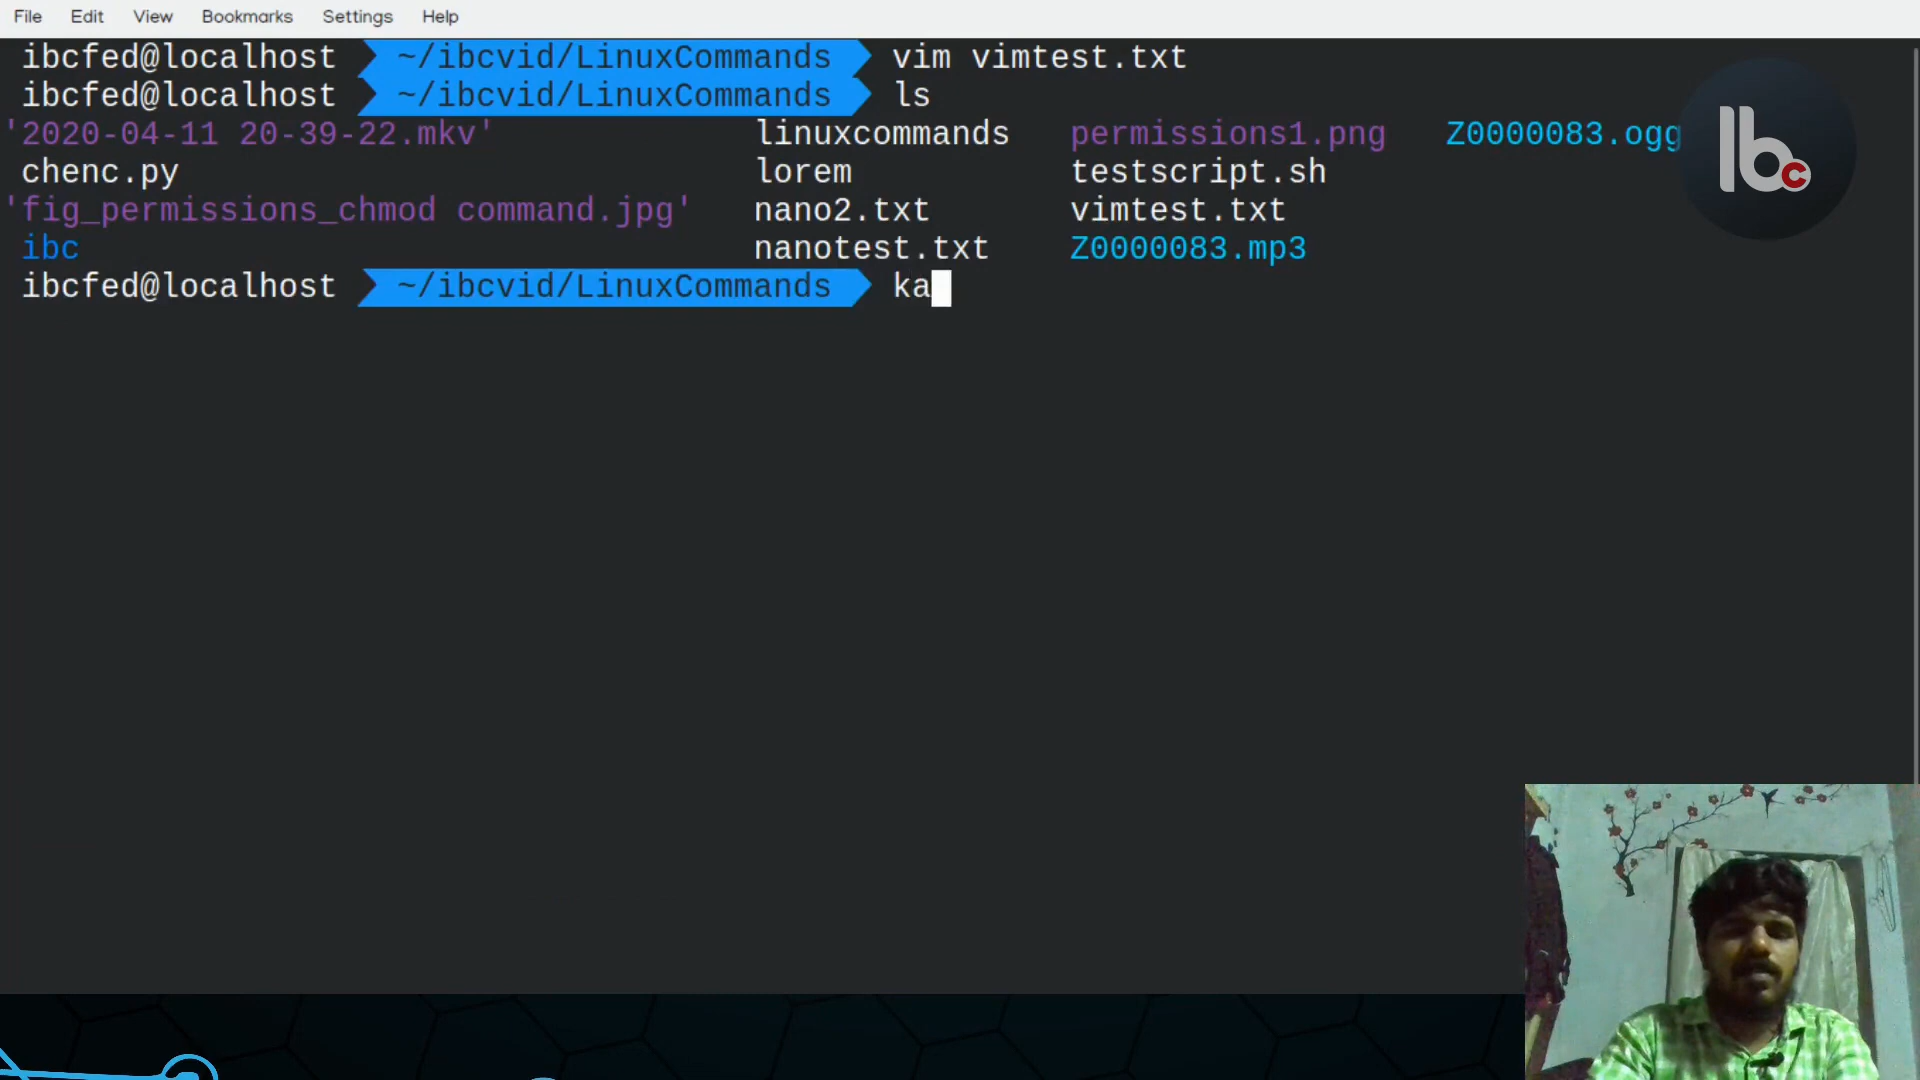 File Edit View Bookmarks Settings Help
ibcfed@localhost ~/ibcvid/LinuxCommands vim vimtest.txt
ibcfed@localhost ~/ibcvid/LinuxCommands ls
'2020-04-11 20-39-22.mkv' linuxcommands permissions1.png Z0000083.ogg
chenc.py lorem testscript.sh
'fig_permissions_chmod command.jpg' nano2.txt vimtest.txt
ibc nanotest.txt Z0000083.mp3
ibcfed@localhost ~/ibcvid/LinuxCommands ka
Ibc